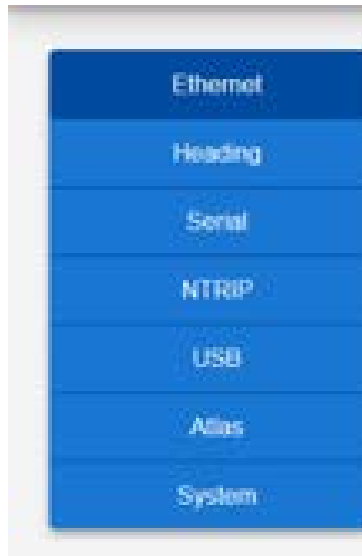 Ethernet
Heading
Serial
NTRIP
USB
Atlas
System